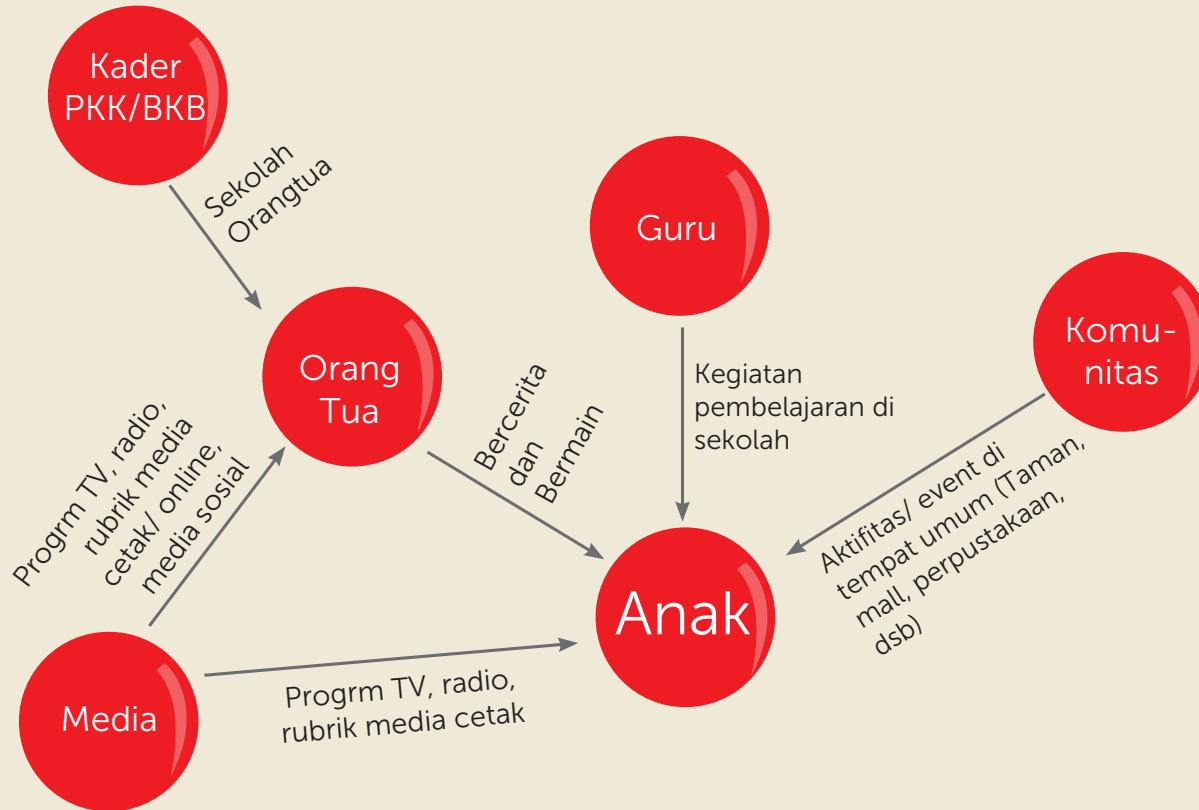 Kader
PKK/BKB
Sekolah
Orangtua
Guru
Komu-
nitas
Orang
Tua
Bercerita
dan
Bermain
Kegiatan
pembelajaran di
sekolah
Progrm TV, radio,
rubrik media
cetak/ online,
media sosial
Aktifitas/ event di
tempat umum (Taman,
mall, perpustakaan,
dsb)
Anak
Media
Progrm TV, radio,
rubrik media cetak